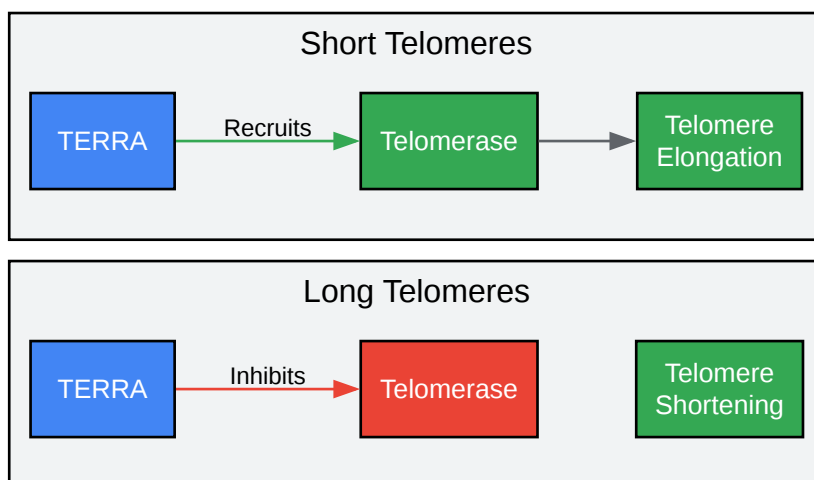 Short Telomeres
TERRA
Recruits
Telomerase
Telomere
Elongation
Long Telomeres
TERRA
Inhibits
Telomerase
Telomere
Shortening